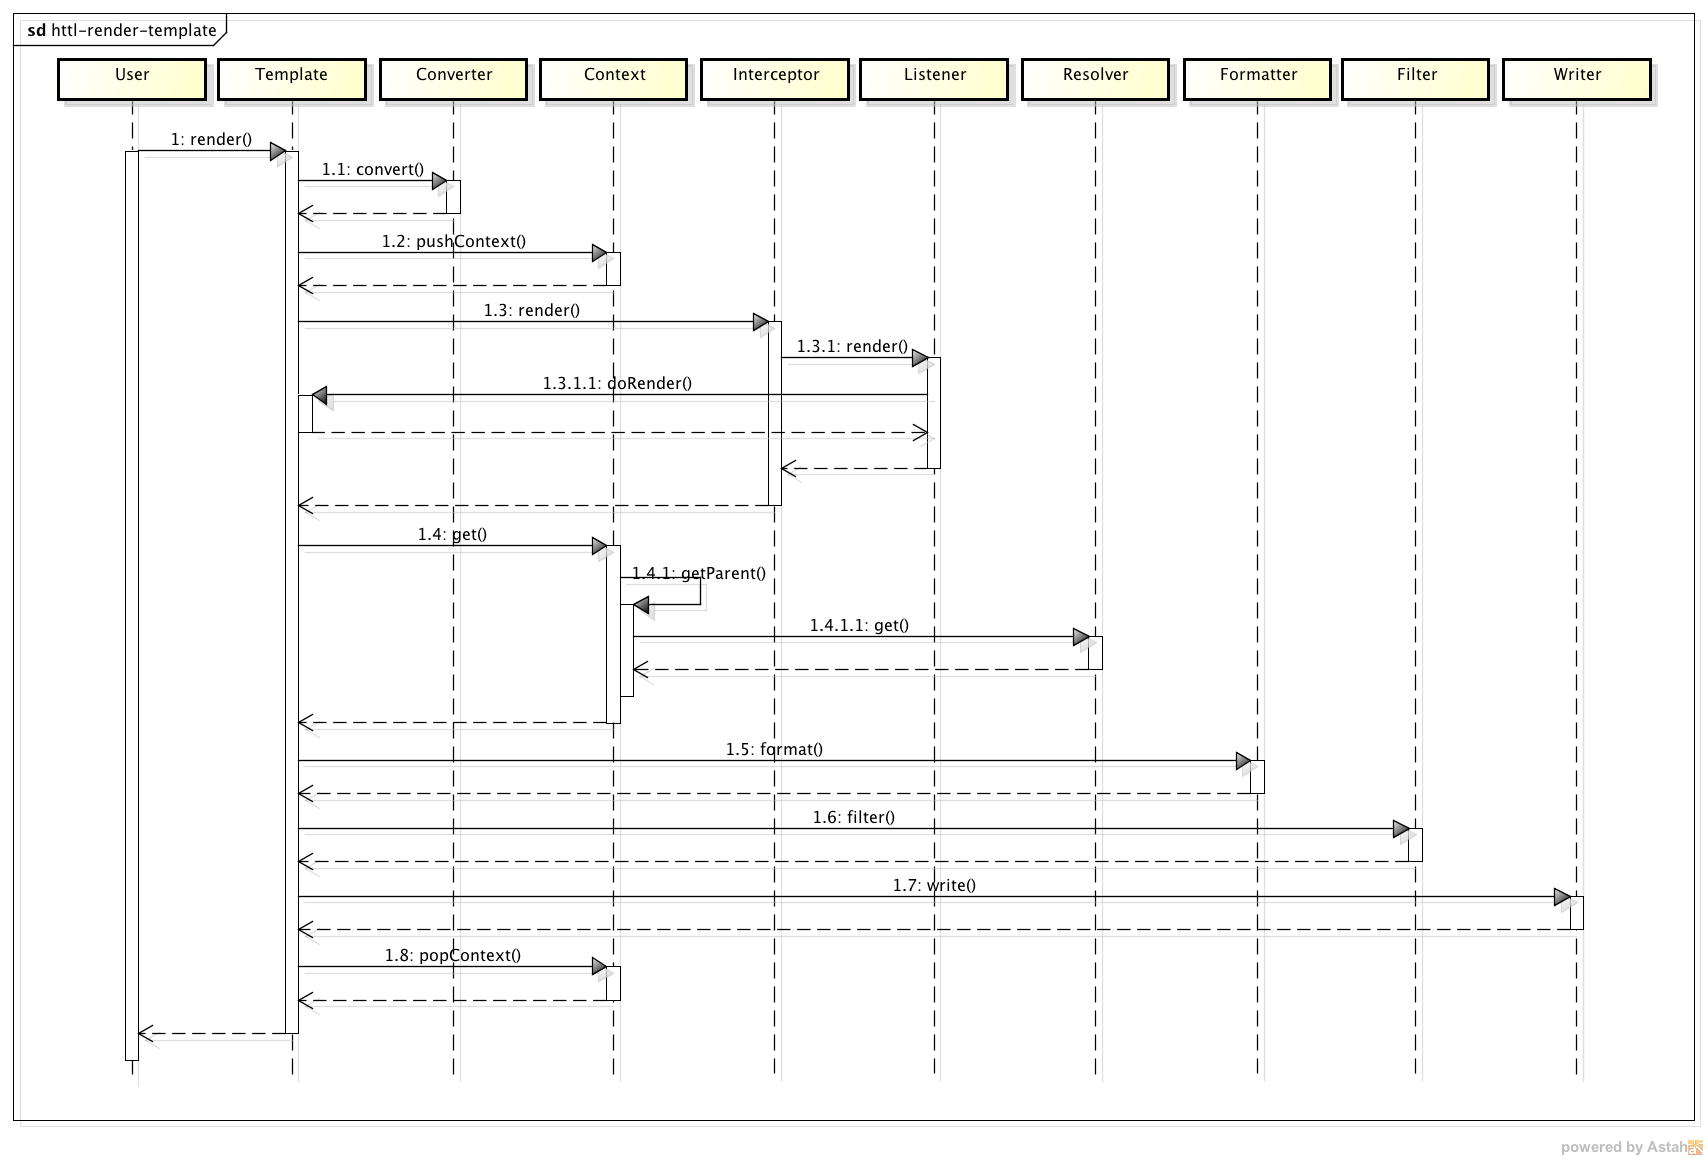 sd httl-render-template
User
Template
Converter
Context
Interceptor
Listener
Resolver
Formatter
Filter
Writer
1: render()
1.1: convert()
1.2: pushContext()
1.3: render()
1.3.1: render()
1.3.1.1: doRender()
1.4: get()
1.4.1: getParent()
1.4.1.1: get()
1.5: format()
1.6: filter()
1.7: write()
1.8: popContext()
powered by Astah